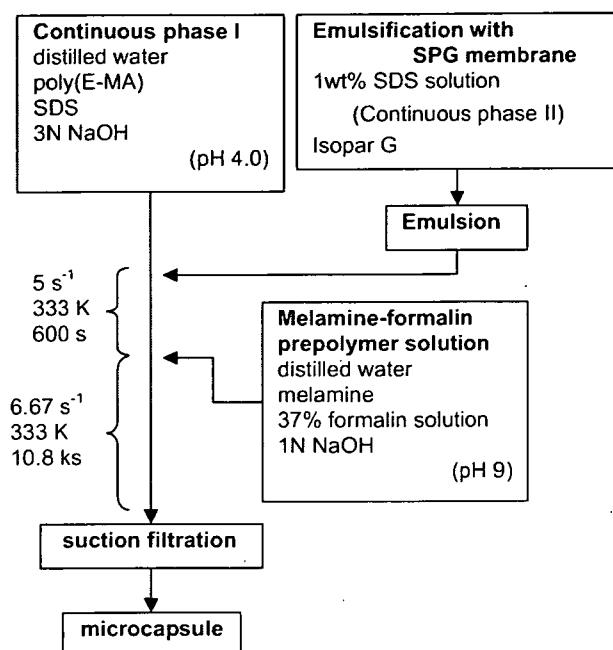 Continuous phase I
distilled water
poly(E-MA)
SDS
3N NaOH
(pH 4.0)
Emulsification with
SPG membrane
1wt% SDS solution
(Continuous phase II)
Isopar G
Emulsion
5 s⁻¹
333 K
600 s
Melamine-formalin
prepolymer solution
distilled water
melamine
37% formalin solution
1N NaOH
(pH 9)
6.67 s⁻¹
333 K
10.8 ks
suction filtration
microcapsule